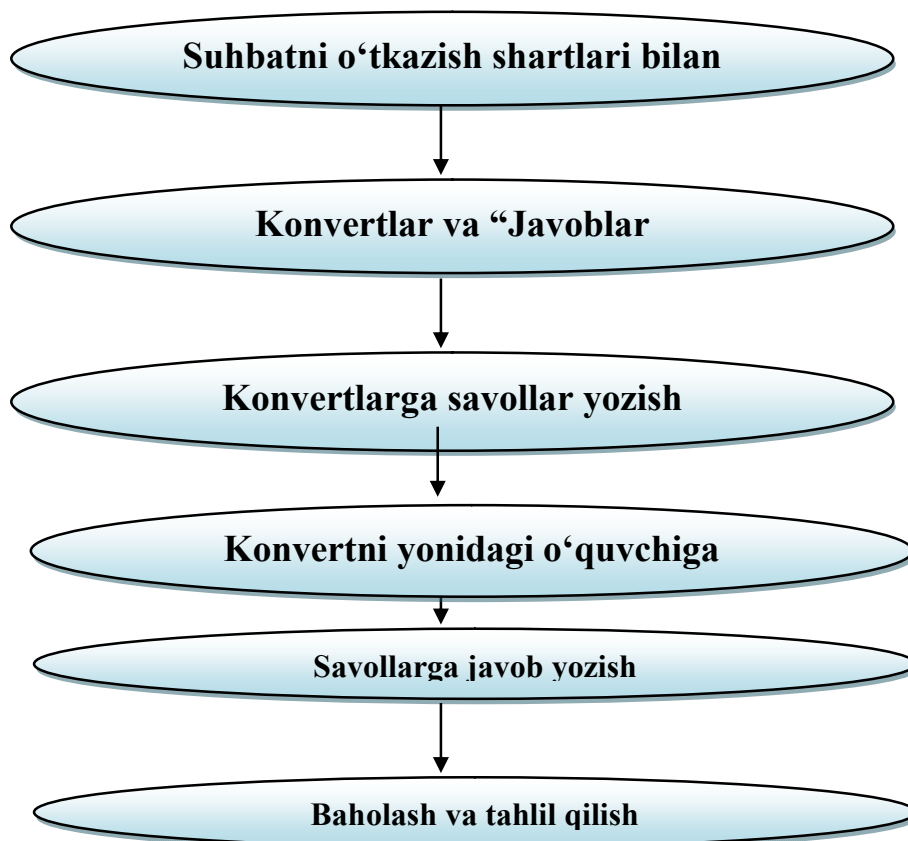 Suhbatni o‘tkazish shartlari bilan
Konvertlar va “Javoblar
Konvertlarga savollar yozish
Konvertni yonidagi o‘quvchiga
Savollarga javob yozish
Baholash va tahlil qilish